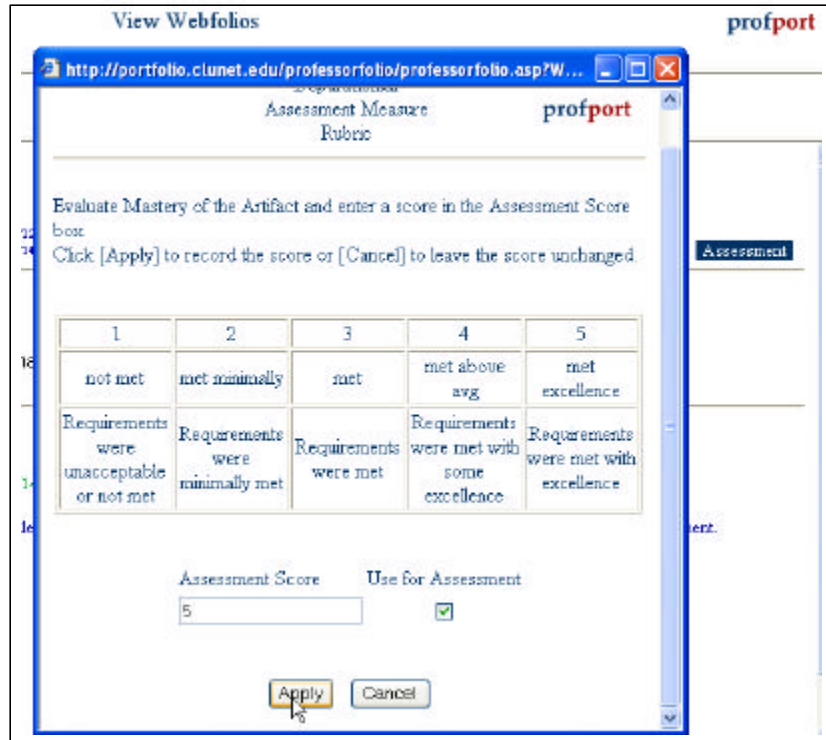 View Webfolios
profport
http://portfolio.clunet.edu/professorfolio/professorfolio.asp?W...
Assessment Measure
profport
Rubric
Evaluate Mastery of the Artifact and enter a score in the Assessment Score
box
Click [Apply] to record the score or [Cancel] to leave the score unchanged.
Assessment
1 2 3 4 5
not met
met minimally
met
met above
avg
met
excellence
Requirements
were
unacceptable
or not met
Requirements
were
minimally met
Requirements
were met
Requirements
were met with
some
excellence
Requirements
were met with
excellence
Assessment Score
Use for Assessment
5
Apply
Cancel